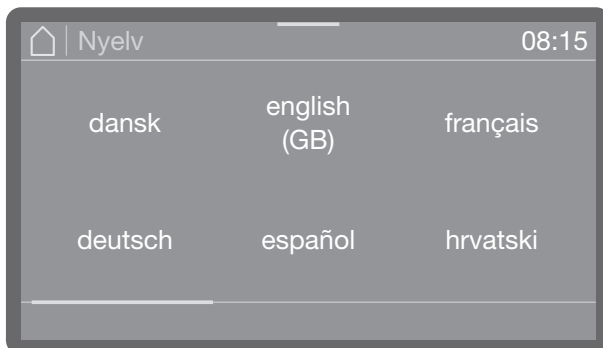 Nyelv 08:15
dansk
english
(GB)
français
deutsch español hrvatski